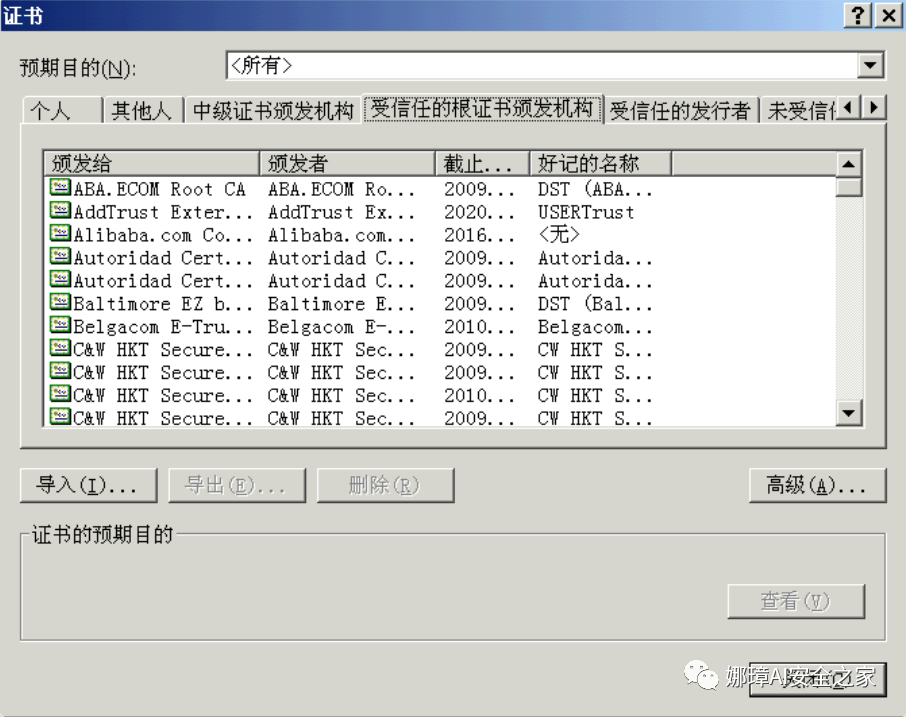 证书
预期目的(N):
<所有>
个人 其他人 中级证书颁发机构 受信任的根证书颁发机构 受信任的发行者 未受信
颁发给 颁发者 截止... 好记的名称
ABA.ECOM Root CA ABA.ECOM Ro... 2009... DST (ABA...
AddTrust Exter... AddTrust Ex... 2020... USERTrust
Alibaba.com Co... Alibaba.com... 2016... <无>
Autoridad Cert... Autoridad C... 2009... Autorida...
Autoridad Cert... Autoridad C... 2009... Autorida...
Baltimore EZ b... Baltimore E... 2009... DST (Bal...
Belgacom E-Tru... Belgacom E-... 2010... Belgacom...
C&W HKT Secure... C&W HKT Sec... 2009... CW HKT S...
C&W HKT Secure... C&W HKT Sec... 2009... CW HKT S...
C&W HKT Secure... C&W HKT Sec... 2010... CW HKT S...
C&W HKT Secure... C&W HKT Sec... 2009... CW HKT S...
导入(I)... 导出(E)... 删除(R) 高级(A)...
证书的预期目的
查看(V)
娜璋AI安全之家